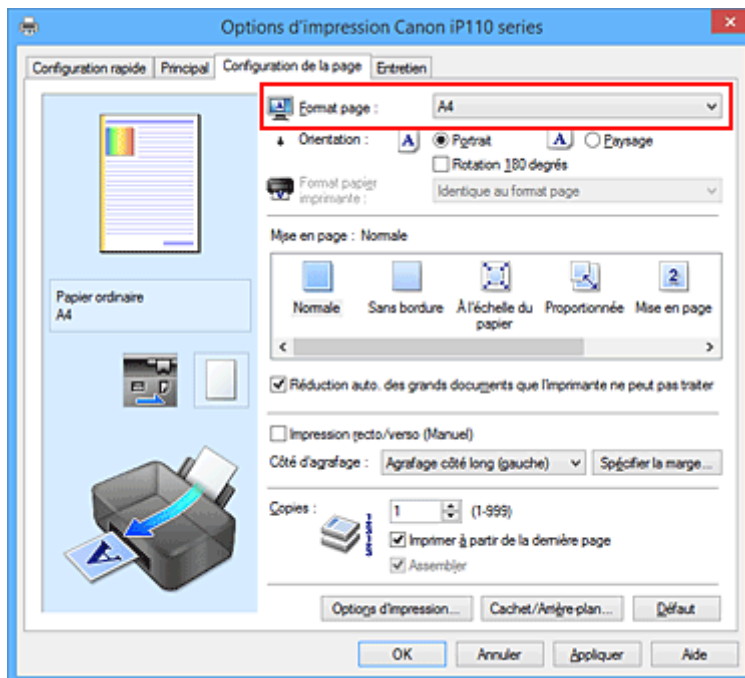 Options d'impression Canon iP110 series
Configuration rapide Principal Configuration de la page Entretien
Format page : A4
Orientation : A Portrait A Paysage
Rotation 180 degrés
Format papier imprimante : Identique au format page
Mise en page : Normale
Normale Sans bordure À l'échelle du papier Proportionnée 2 Mise en page
Papier ordinaire
A4
Réduction auto. des grands documents que l'imprimante ne peut pas traiter
Impression recto/verso (Manuel)
Côté d'agrafage : Agrafage côté long (gauche) Spécifier la marge...
Copies : 1 (1-999)
Imprimer à partir de la dernière page
Assembler
A
Options d'impression... Cachet/Arrière-plan... Défaut
OK Annuler Appliquer Aide